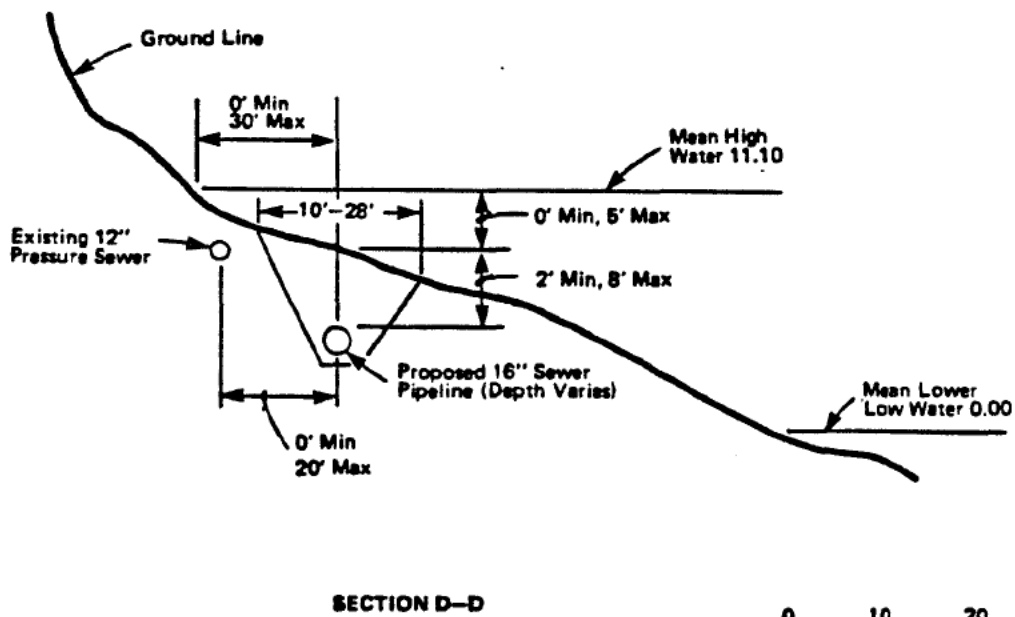 Ground Line
0' Min
30' Max
Mean High
Water 11.10
10'-28'
0' Min, 5' Max
Existing 12"
Pressure Sewer
2' Min, 8' Max
Proposed 16" Sewer
Pipeline (Depth Varies)
Mean Lower
Low Water 0.00
0' Min
20' Max
SECTION D-D
0 10 20